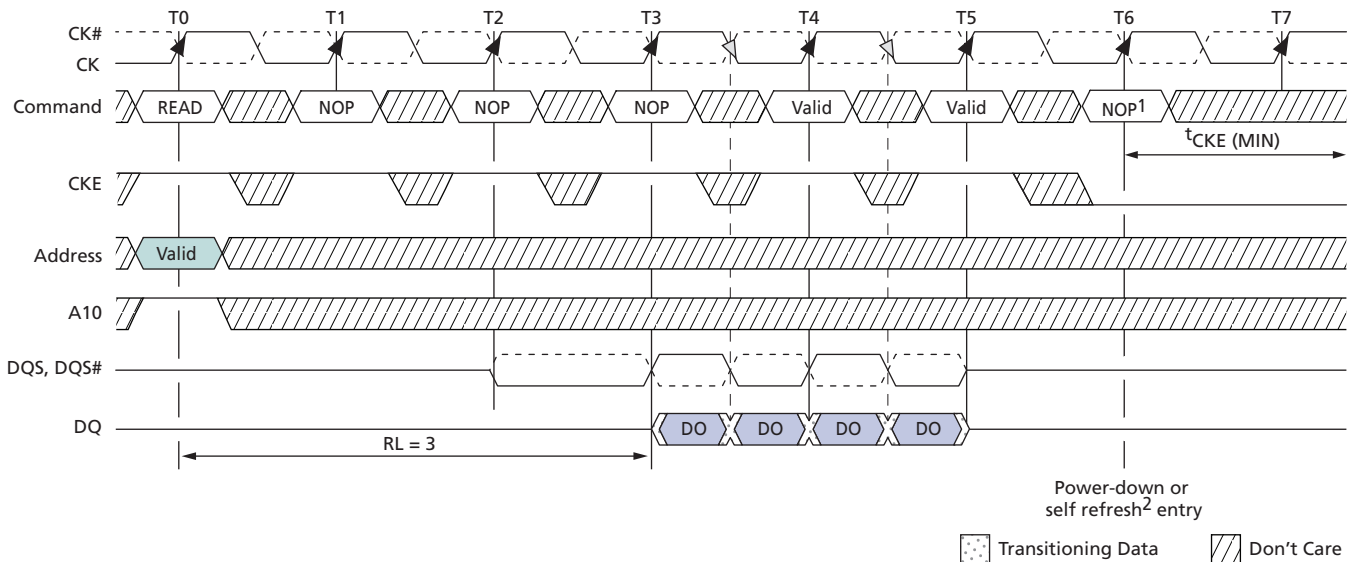 T0 T1 T2 T3 T4 T5 T6 T7
CK#
CK
Command READ NOP NOP NOP Valid Valid NOP1
tCKE (MIN)
CKE
Address Valid
A10
DQS, DQS#
DQ DO DO DO DO
RL = 3
Power-down or
self refresh2 entry
Transitioning Data Don't Care